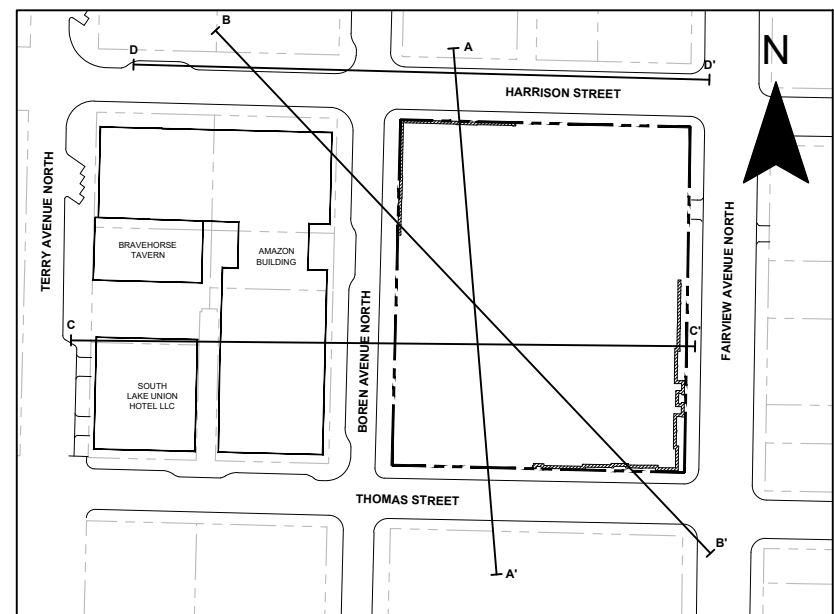 B
N
A
D
D'
HARRISON STREET
TERRY AVENUE NORTH
BRAVEHORSE
TAVERN
AMAZON
BUILDING
FAIRVIEW AVENUE NORTH
C
C'
BOREN AVENUE NORTH
SOUTH
LAKE UNION
HOTEL LLC
THOMAS STREET
B'
A'